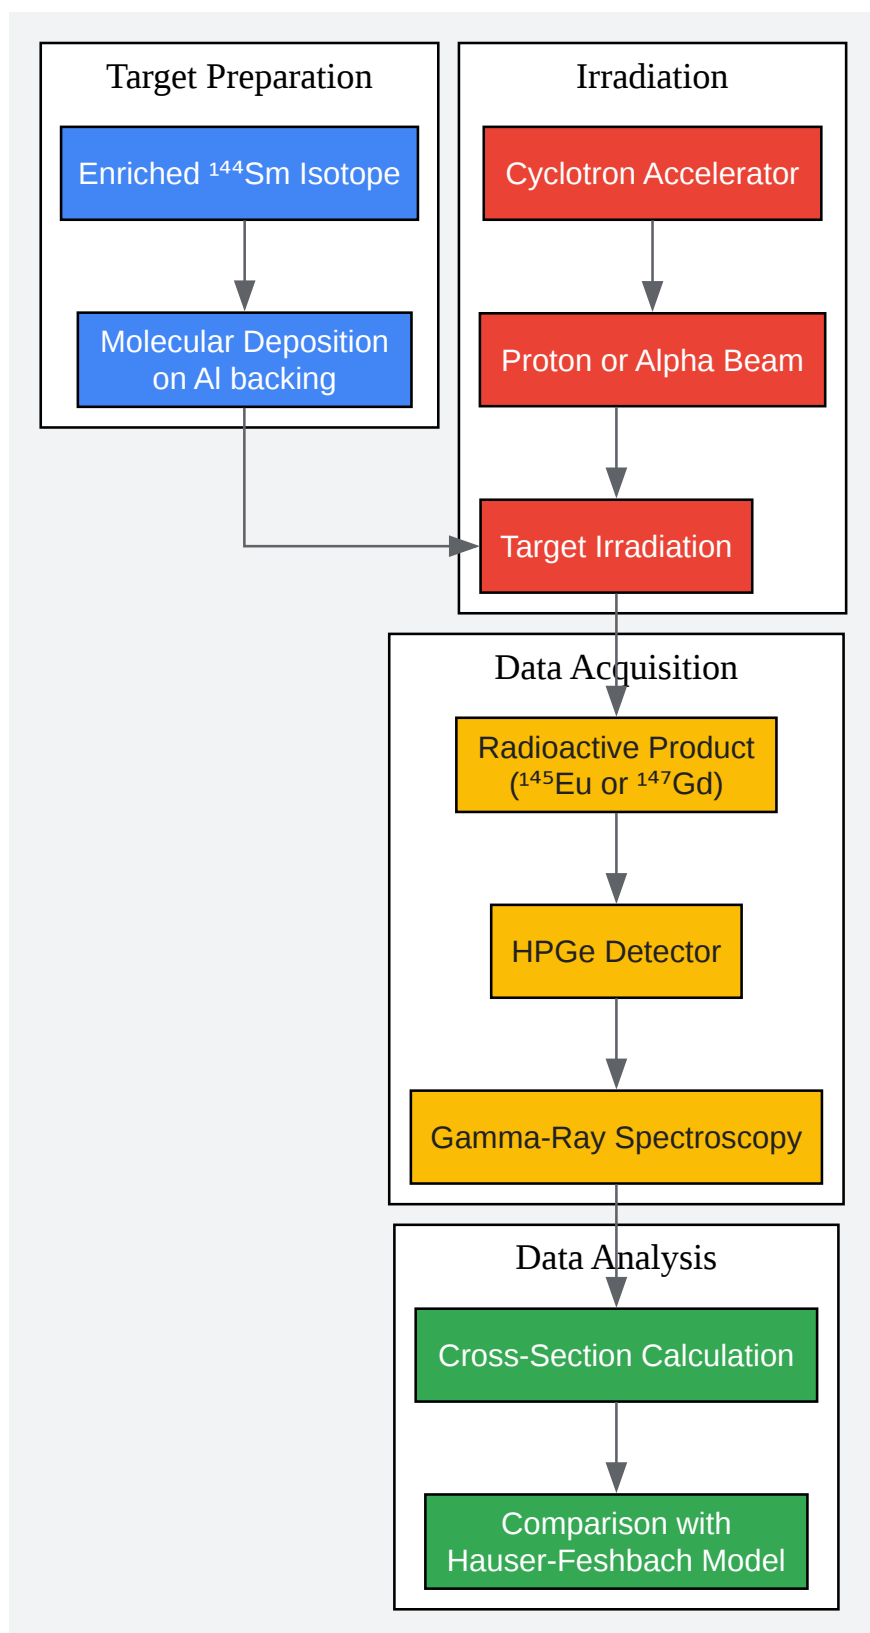 Target Preparation
Enriched ¹⁴⁴Sm Isotope
Molecular Deposition
on Al backing
Irradiation
Cyclotron Accelerator
Proton or Alpha Beam
Target Irradiation
Data Acquisition
Radioactive Product
(¹⁴⁵Eu or ¹⁴⁷Gd)
HPGe Detector
Gamma-Ray Spectroscopy
Data Analysis
Cross-Section Calculation
Comparison with
Hauser-Feshbach Model